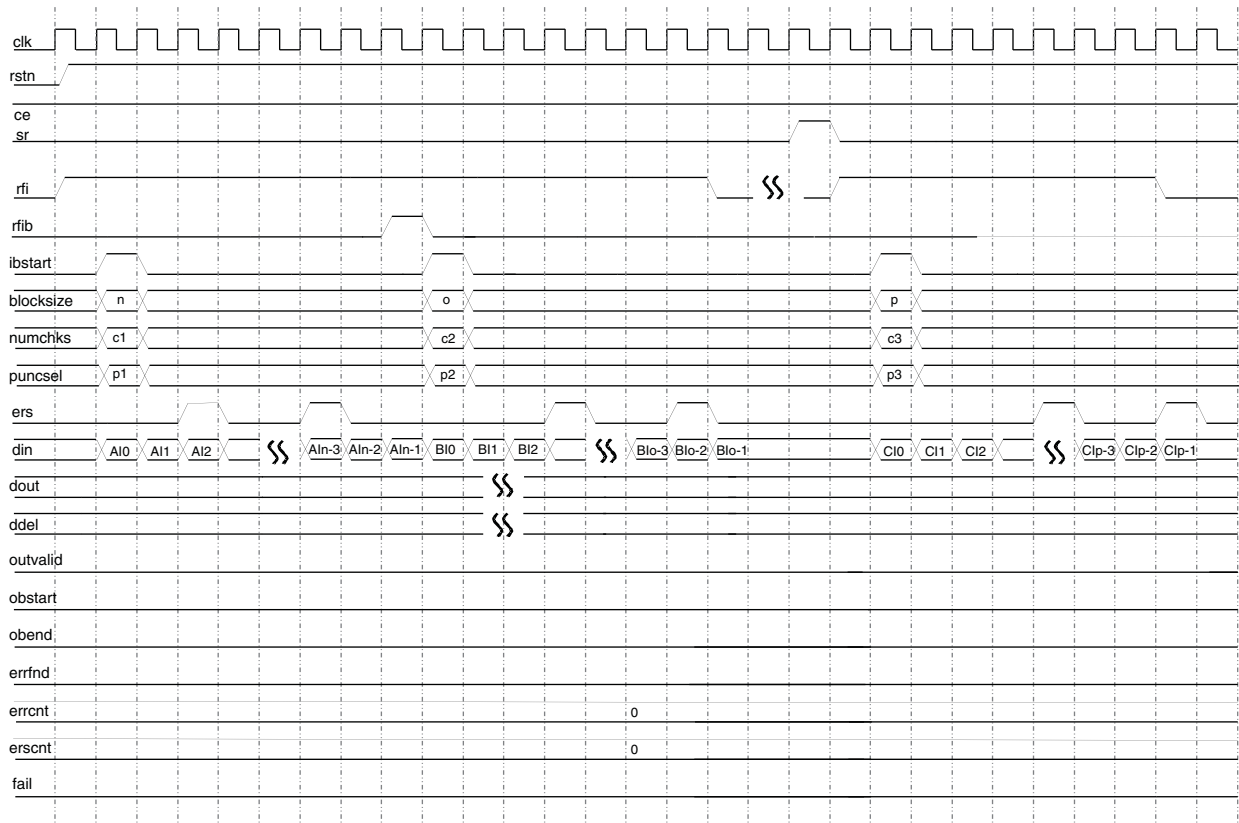 clk
rstn
ce
sr
rfi
rfib
ibstart
blocksize n o p
numchks c1 c2 c3
puncsel p1 p2 p3
ers
din AI0 AI1 AI2 AIn-3 AIn-2 AIn-1 BI0 BI1 BI2 BIo-3 BIo-2 BIo-1 CI0 CI1 CI2 CIp-3 CIp-2 CIp-1
dout
ddel
outvalid
obstart
obend
errfnd
errcnt 0
erscnt 0
fail